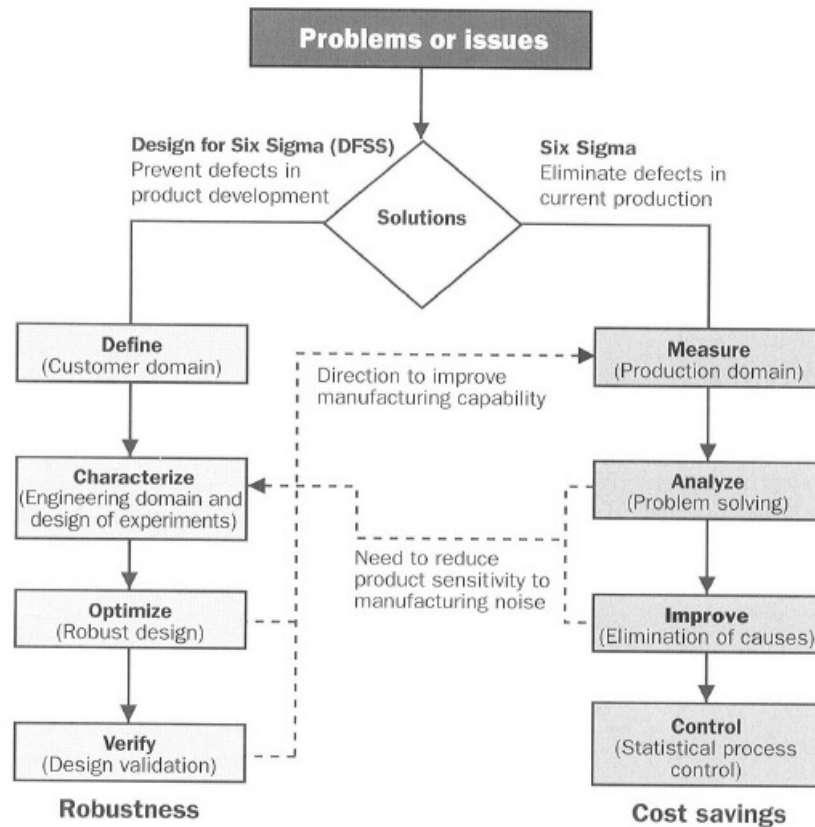 Problems or issues
Design for Six Sigma (DFSS)
Prevent defects in
product development
Six Sigma
Eliminate defects in
current production
Solutions
Define
(Customer domain)
Measure
(Production domain)
Direction to improve
manufacturing capability
Characterize
(Engineering domain and
design of experiments)
Analyze
(Problem solving)
Need to reduce
product sensitivity to
manufacturing noise
Optimize
(Robust design)
Improve
(Elimination of causes)
Verify
(Design validation)
Control
(Statistical process
control)
Robustness
Cost savings